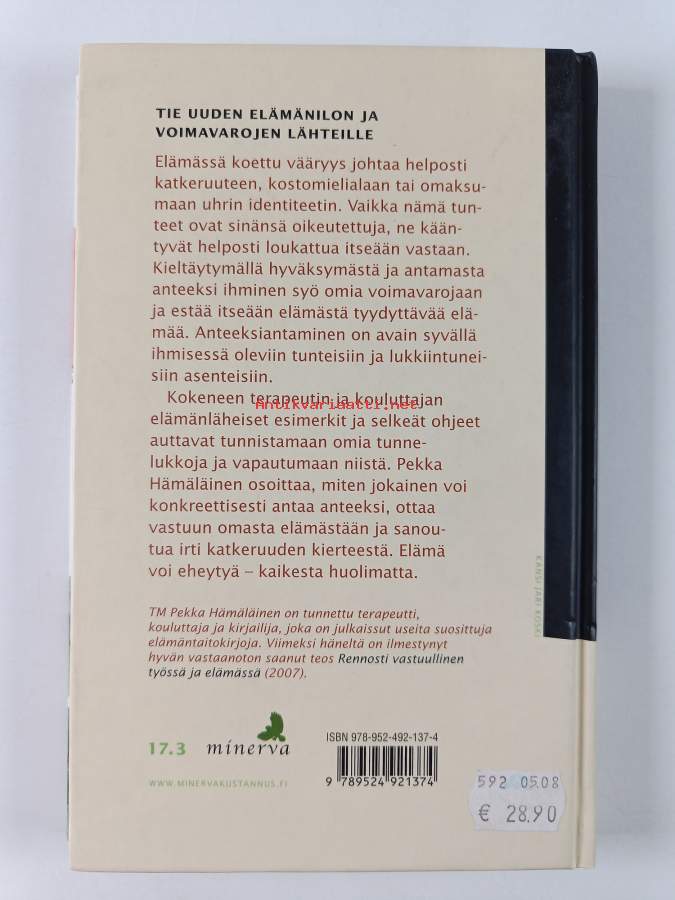 TIE UUDEN ELÄMÄNILON JA
VOIMAVAROJEN LÄHTEILLE
Elämässä koettu vääryys johtaa helposti
katkeruuteen, kostomielialaan tai omaksu-
maan uhrin identiteetin. Vaikka nämä tun-
teet ovat sinänsä oikeutettuja, ne kään-
tyvät helposti loukattua itseään vastaan.
Kieltäytymällä hyväksymästä ja antamasta
anteeksi ihminen syö omia voimavarojaan
ja estää itseään elämästä tyydyttävää elä-
mää. Anteeksiantaminen on avain syvällä
ihmisessä oleviin tunteisiin ja lukkiintunei-
siin asenteisiin.
Kokeneen terapeutin ja kouluttajan
Antikvariaatti.net
elämänläheiset esimerkit ja selkeät ohjeet
auttavat tunnistamaan omia tunne-
lukkoja ja vapautumaan niistä. Pekka
Hämäläinen osoittaa, miten jokainen voi
konkreettisesti antaa anteeksi, ottaa
vastuun omasta elämästään ja sanou-
tua irti katkeruuden kierteestä. Elämä
voi eheytyä – kaikesta huolimatta.
KANSI JARI KOSKI
TM Pekka Hämäläinen on tunnettu terapeutti,
kouluttaja ja kirjailija, joka on julkaissut useita suosittuja
elämäntaitokirjoja. Viimeksi häneltä on ilmestynyt
hyvän vastaanoton saanut teos Rennosti vastuullinen
työssä ja elämässä (2007).
17.3 minerva
WWW.MINERVAKUSTANNUS.FI
ISBN 978-952-492-137-4
9 789524 921374
592 05.08
€ 28.90